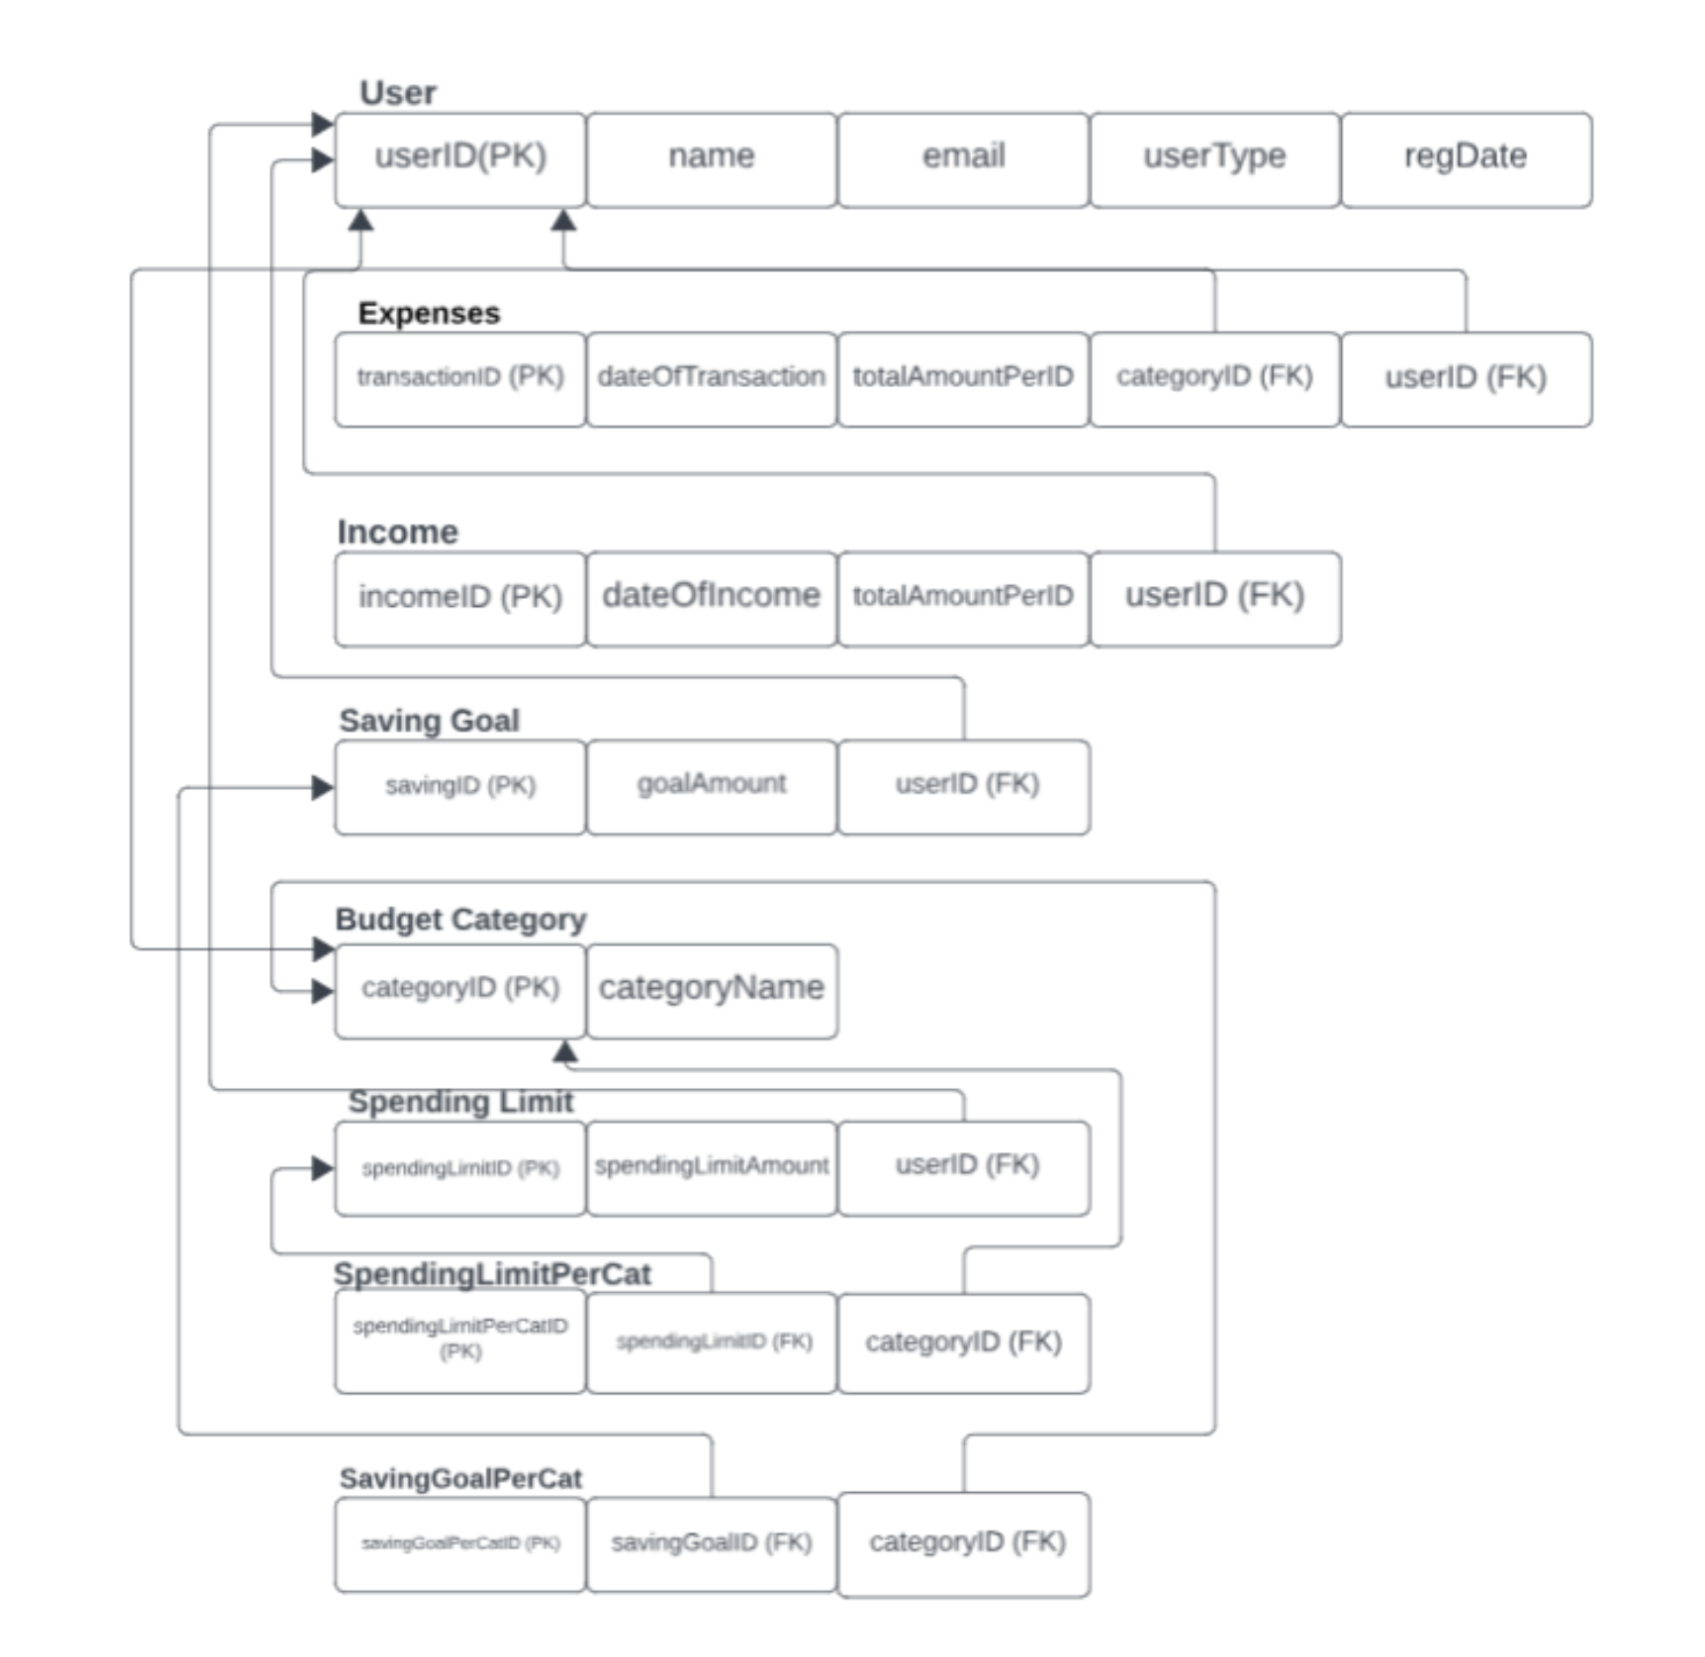 User
userID(PK) name email userType regDate
Expenses
transactionID (PK) dateOfTransaction totalAmountPerID categoryID (FK) userID (FK)
Income
incomeID (PK) dateOfIncome totalAmountPerID userID (FK)
Saving Goal
savingID (PK) goalAmount userID (FK)
Budget Category
categoryID (PK) categoryName
Spending Limit
spendingLimitID (PK) spendingLimitAmount userID (FK)
SpendingLimitPerCat
spendingLimitPerCatID
(PK)
spendingLimitID (FK) categoryID (FK)
SavingGoalPerCat
savingGoalPerCatID (PK) savingGoalID (FK) categoryID (FK)